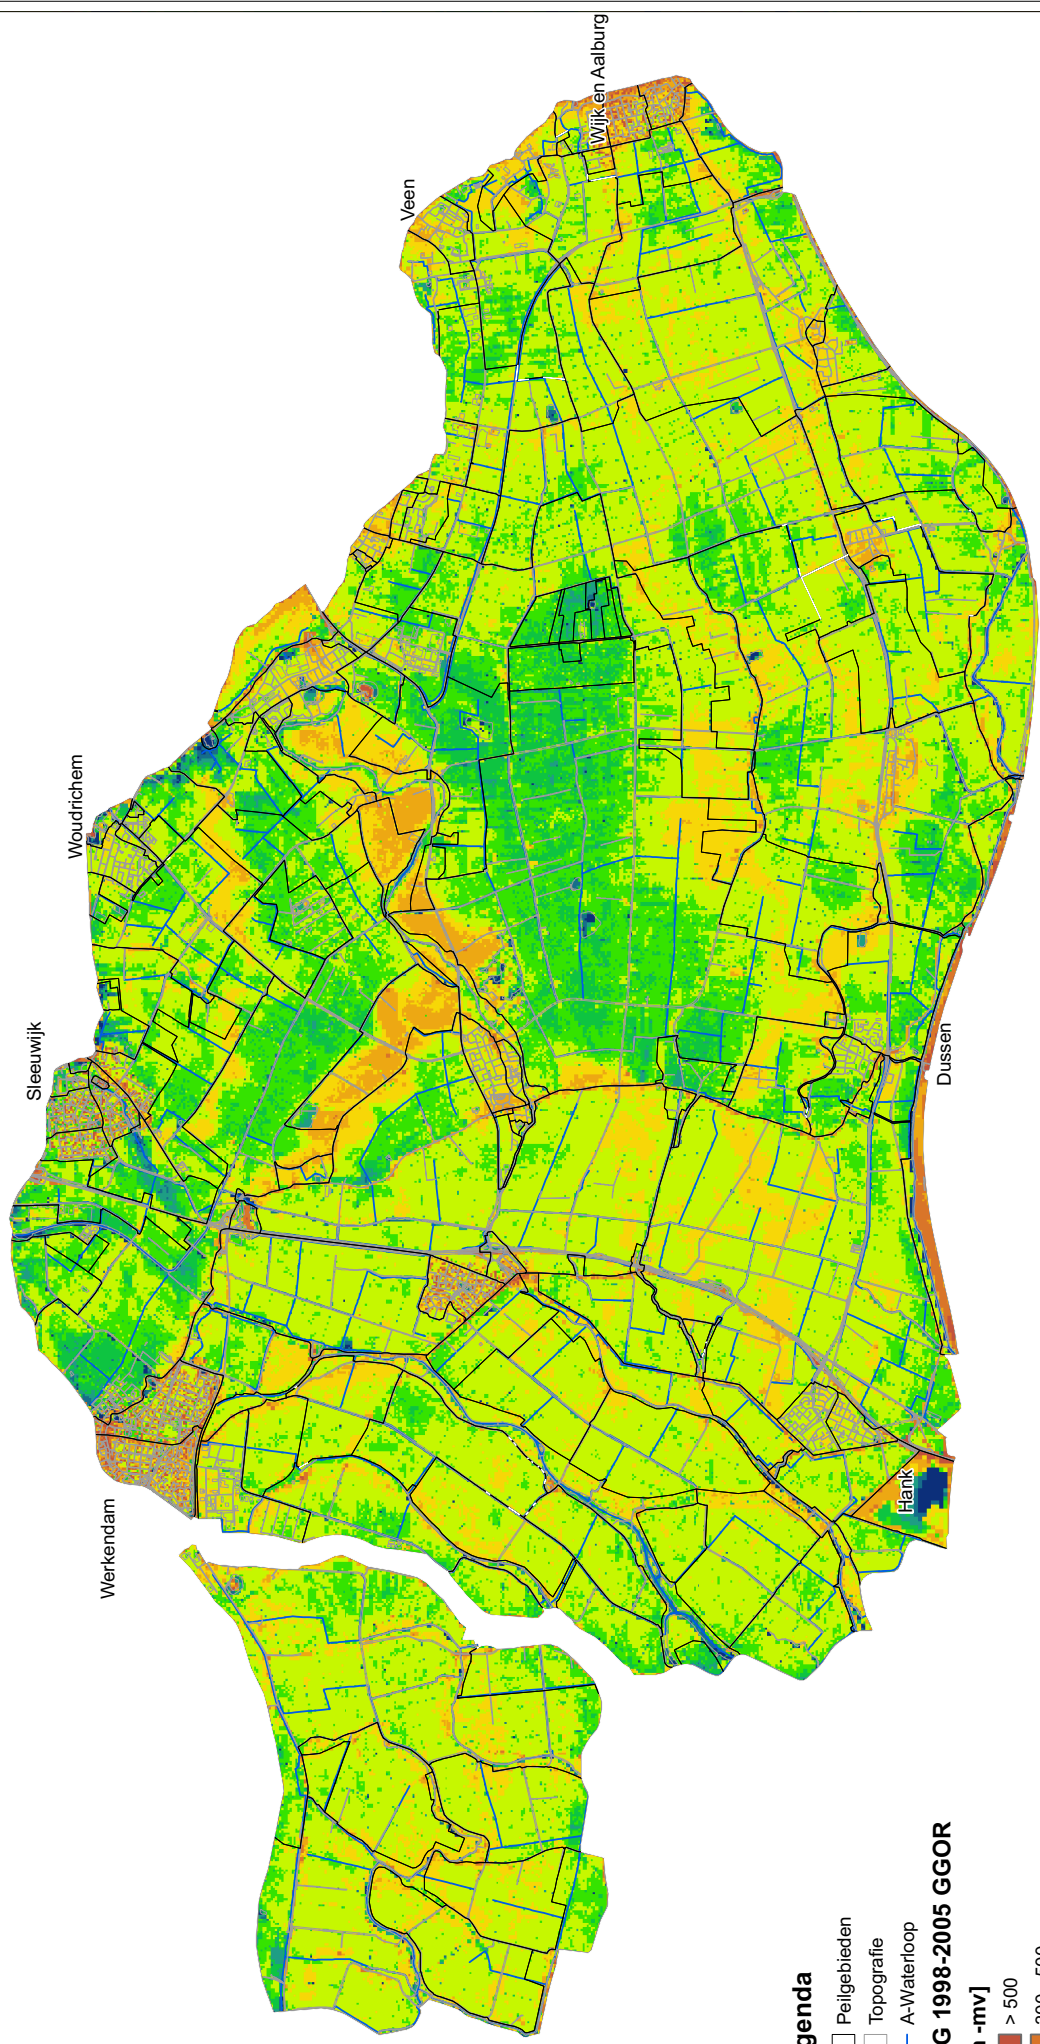 Wijk en Aalburg
Veen
Woudrichem
Sleeuwijk
Werkendam
Dussen
Hank
genda
Peilgebieden
Topografie
A-Waterloop
G 1998-2005 GGOR
-mv]
> 500